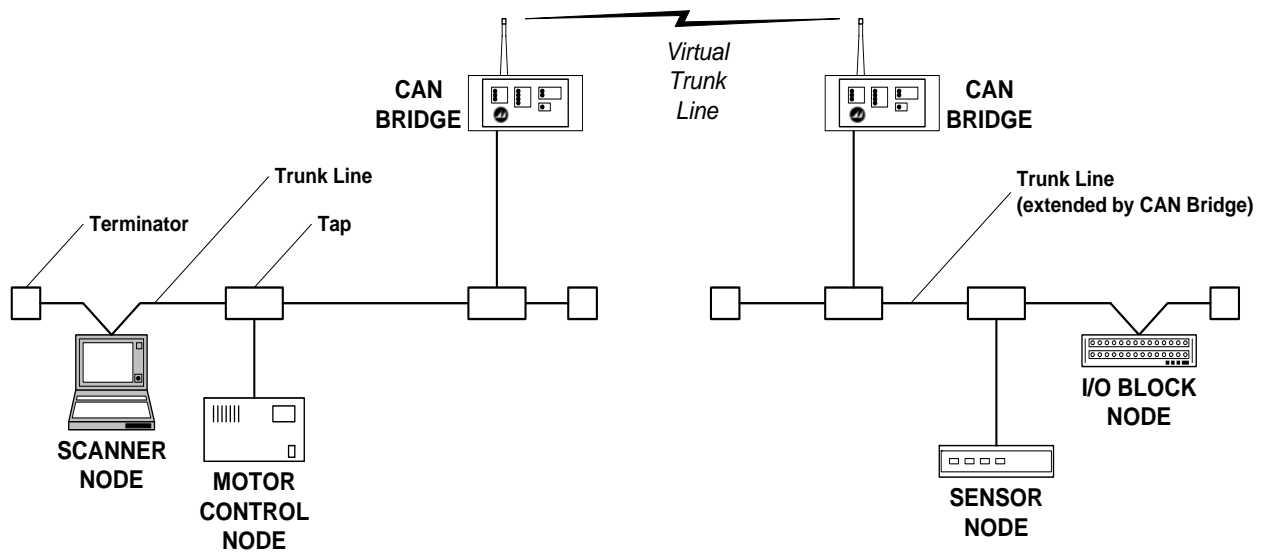 Virtual
Trunk
Line
CAN
BRIDGE
CAN
BRIDGE
Trunk Line
Terminator
Tap
Trunk Line
(extended by CAN Bridge)
SCANNER
NODE
MOTOR
CONTROL
NODE
I/O BLOCK
NODE
SENSOR
NODE